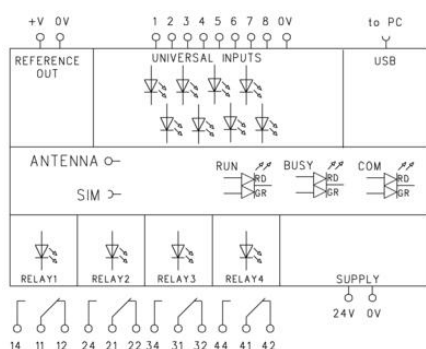 +V 0V 1 2 3 4 5 6 7 8 0V to PC
REFERENCE OUT UNIVERSAL INPUTS USB
ANTENNA RUN BUSY COM
RD RD RD
SIM GR GR GR
RELAY1 RELAY2 RELAY3 RELAY4 SUPPLY
24V 0V
14 11 12 24 21 22 34 31 32 44 41 42